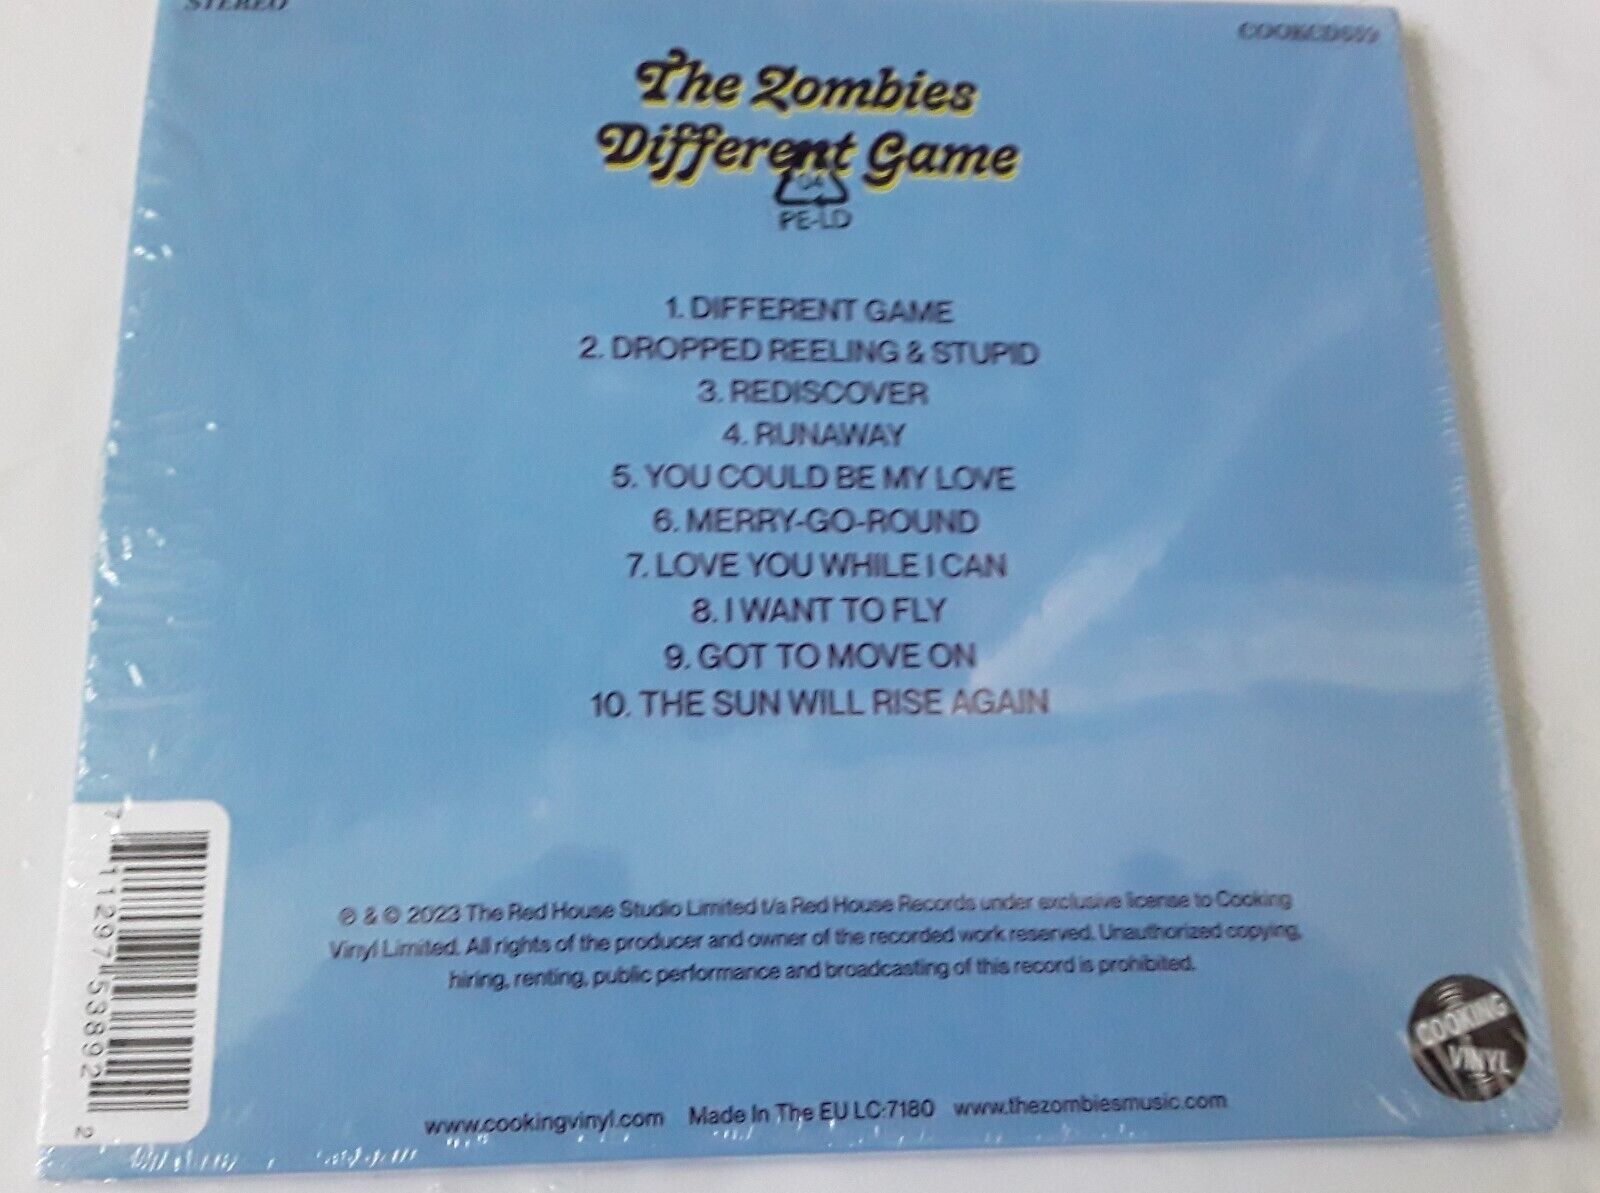 STEREO
The Zombies
Different Game
04
PE-LD
1. DIFFERENT GAME
2. DROPPED REELING & STUPID
3. REDISCOVER
4. RUNAWAY
5. YOU COULD BE MY LOVE
6. MERRY-GO-ROUND
7. LOVE YOU WHILE I CAN
8. I WANT TO FLY
9. GOT TO MOVE ON
10. THE SUN WILL RISE AGAIN
℗ & © 2023 The Red House Studio Limited t/a Red House Records under exclusive license to Cooking
Vinyl Limited. All rights of the producer and owner of the recorded work reserved. Unauthorized copying,
hiring, renting, public performance and broadcasting of this record is prohibited.
7 11297 53892 2
COOKING
VINYL
www.cookingvinyl.com Made In The EU LC:7180 www.thezombiesmusic.com